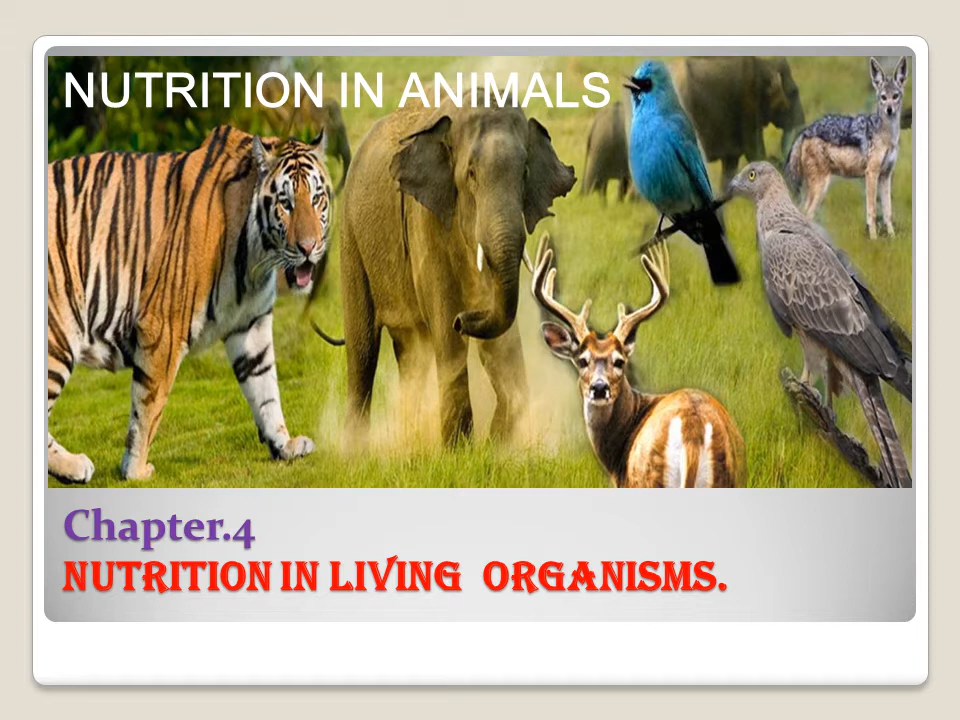 NUTRITION IN ANIMALS
Chapter.4
NUTRITION IN LIVING ORGANISMS.